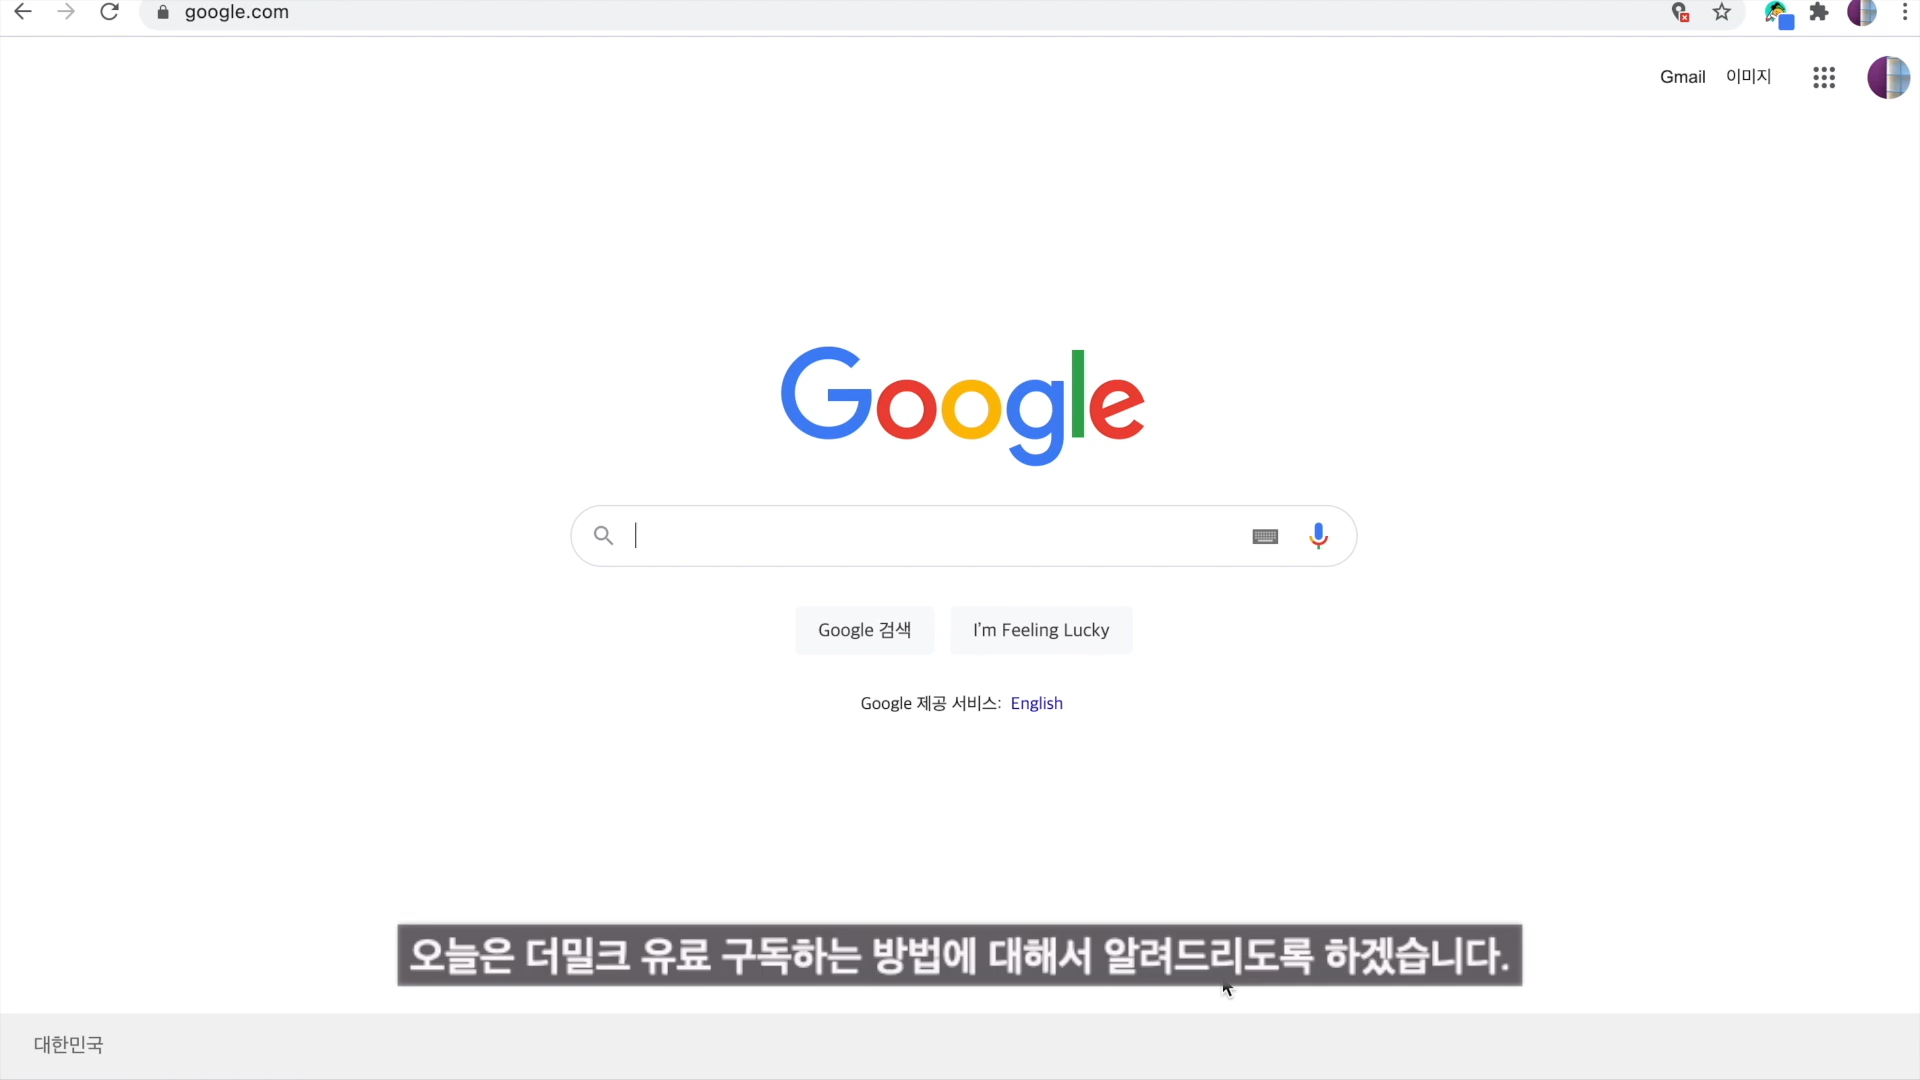 google.com
Gmail 이미지
Google
Google 검색 I'm Feeling Lucky
Google 제공 서비스: English
오늘은 더밀크 유료 구독하는 방법에 대해서 알려드리도록 하겠습니다.
대한민국